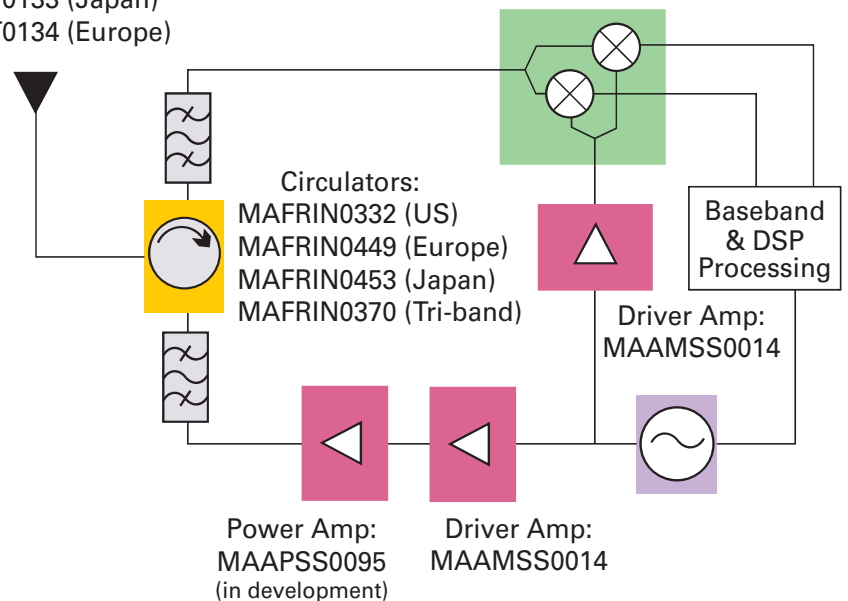 (Japan)
(Europe)
Circulators:
MAFRIN0332 (US)
MAFRIN0449 (Europe)
MAFRIN0453 (Japan)
MAFRIN0370 (Tri-band)
Baseband
& DSP
Processing
Driver Amp:
MAAMSS0014
Power Amp:
MAAPSS0095
(in development)
Driver Amp:
MAAMSS0014